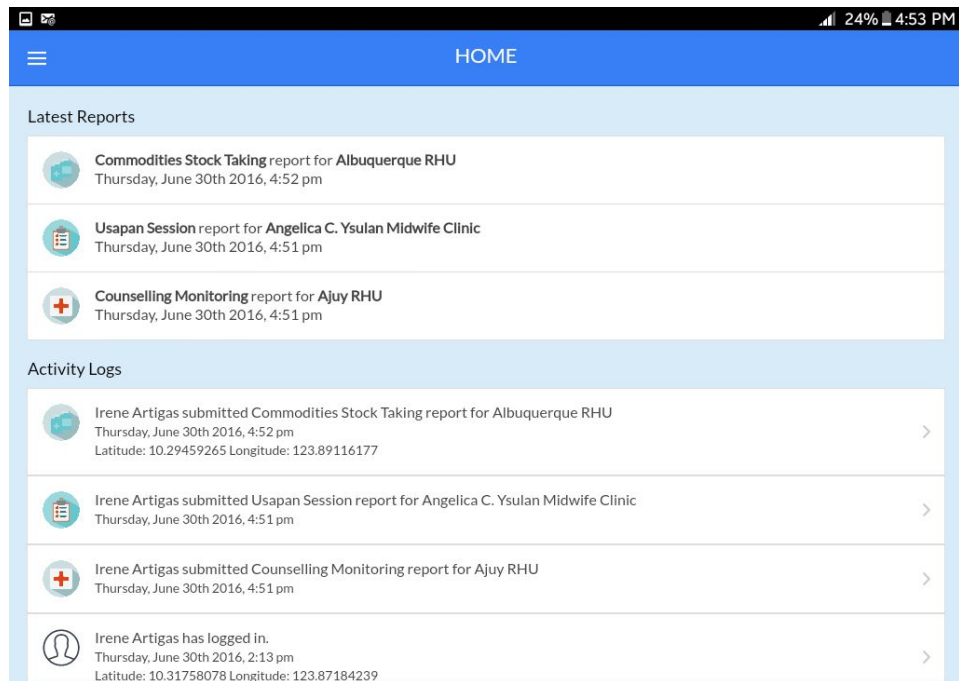 24% 4:53 PM
HOME
Latest Reports
Commodities Stock Taking report for Albuquerque RHU
Thursday, June 30th 2016, 4:52 pm
Usapan Session report for Angelica C. Ysulan Midwife Clinic
Thursday, June 30th 2016, 4:51 pm
Counselling Monitoring report for Ajuy RHU
Thursday, June 30th 2016, 4:51 pm
Activity Logs
Irene Artigas submitted Commodities Stock Taking report for Albuquerque RHU
Thursday, June 30th 2016, 4:52 pm
Latitude: 10.29459265 Longitude: 123.89116177
Irene Artigas submitted Usapan Session report for Angelica C. Ysulan Midwife Clinic
Thursday, June 30th 2016, 4:51 pm
Irene Artigas submitted Counselling Monitoring report for Ajuy RHU
Thursday, June 30th 2016, 4:51 pm
Irene Artigas has logged in.
Thursday, June 30th 2016, 2:13 pm
Latitude: 10.31758078 Longitude: 123.87184239